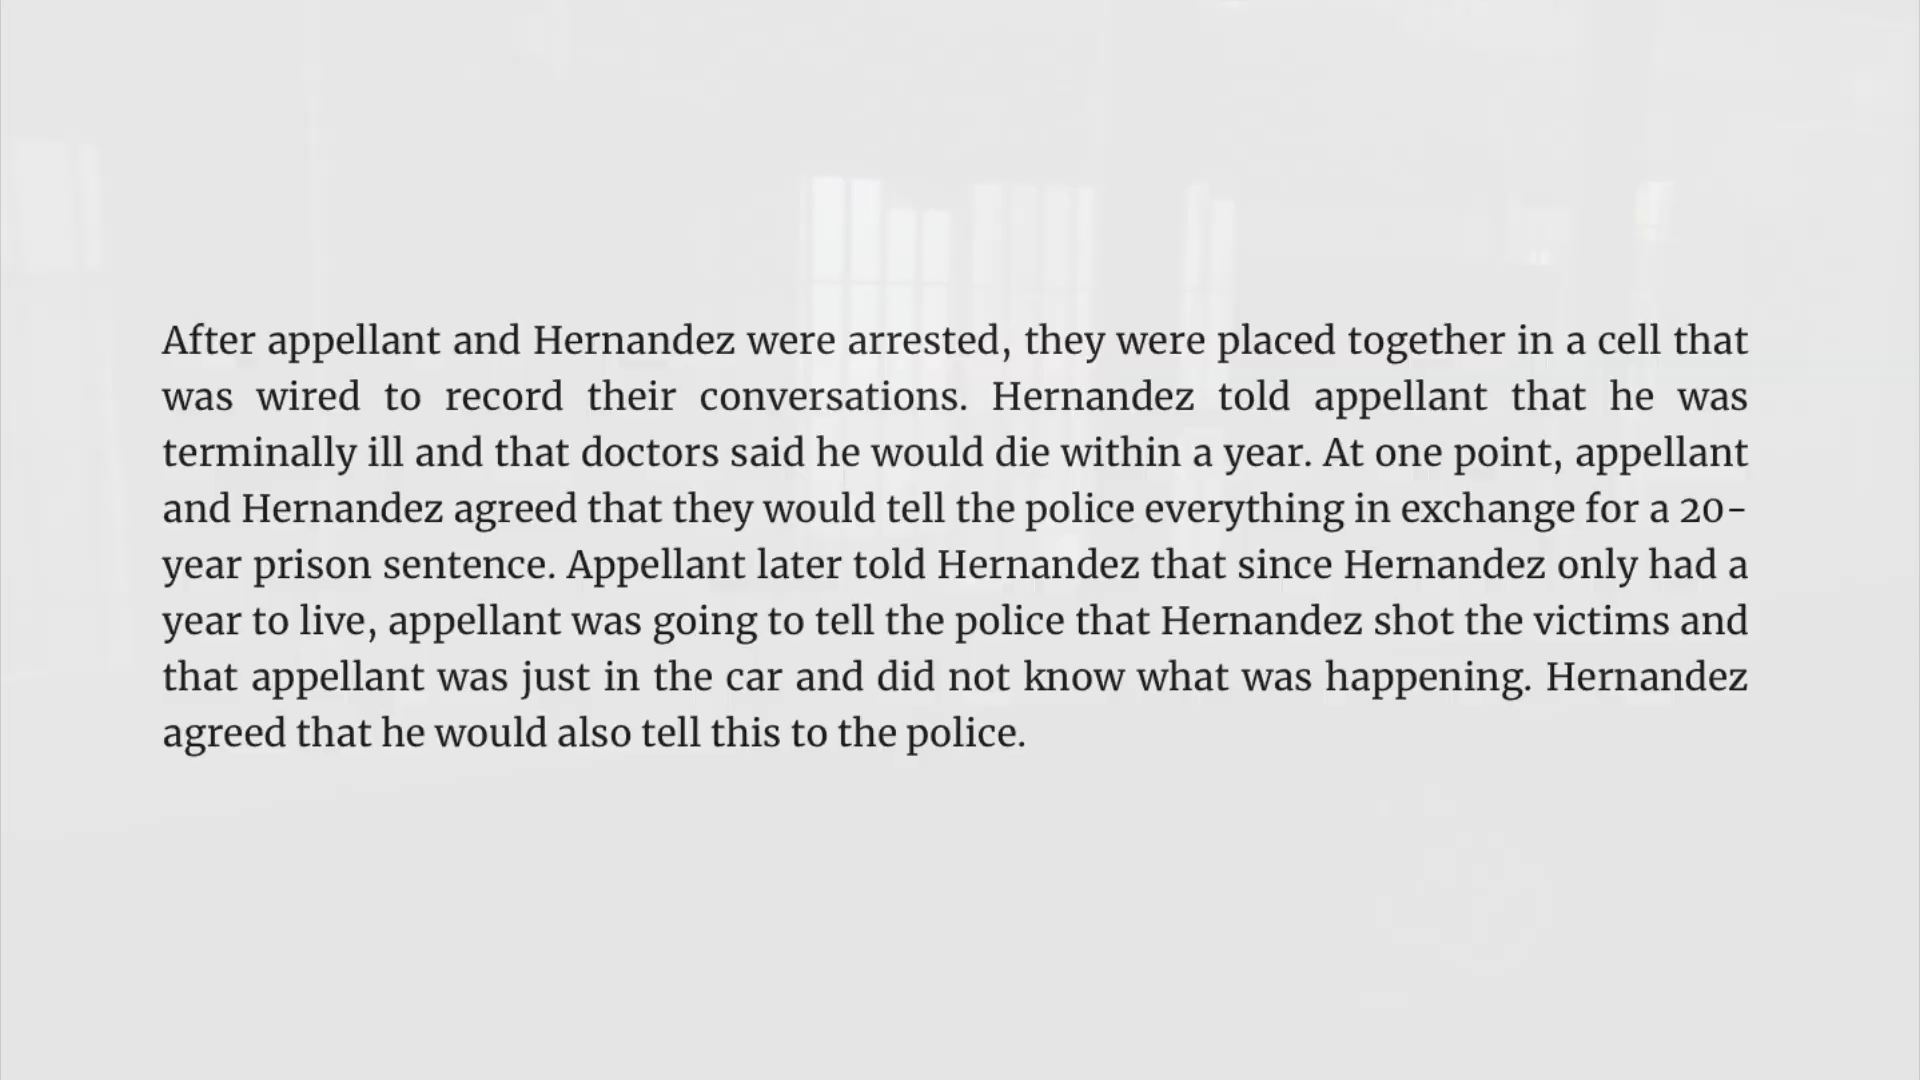 After appellant and Hernandez were arrested, they were placed together in a cell that
was wired to record their conversations. Hernandez told appellant that he was
terminally ill and that doctors said he would die within a year. At one point, appellant
and Hernandez agreed that they would tell the police everything in exchange for a 20-
year prison sentence. Appellant later told Hernandez that since Hernandez only had a
year to live, appellant was going to tell the police that Hernandez shot the victims and
that appellant was just in the car and did not know what was happening. Hernandez
agreed that he would also tell this to the police.